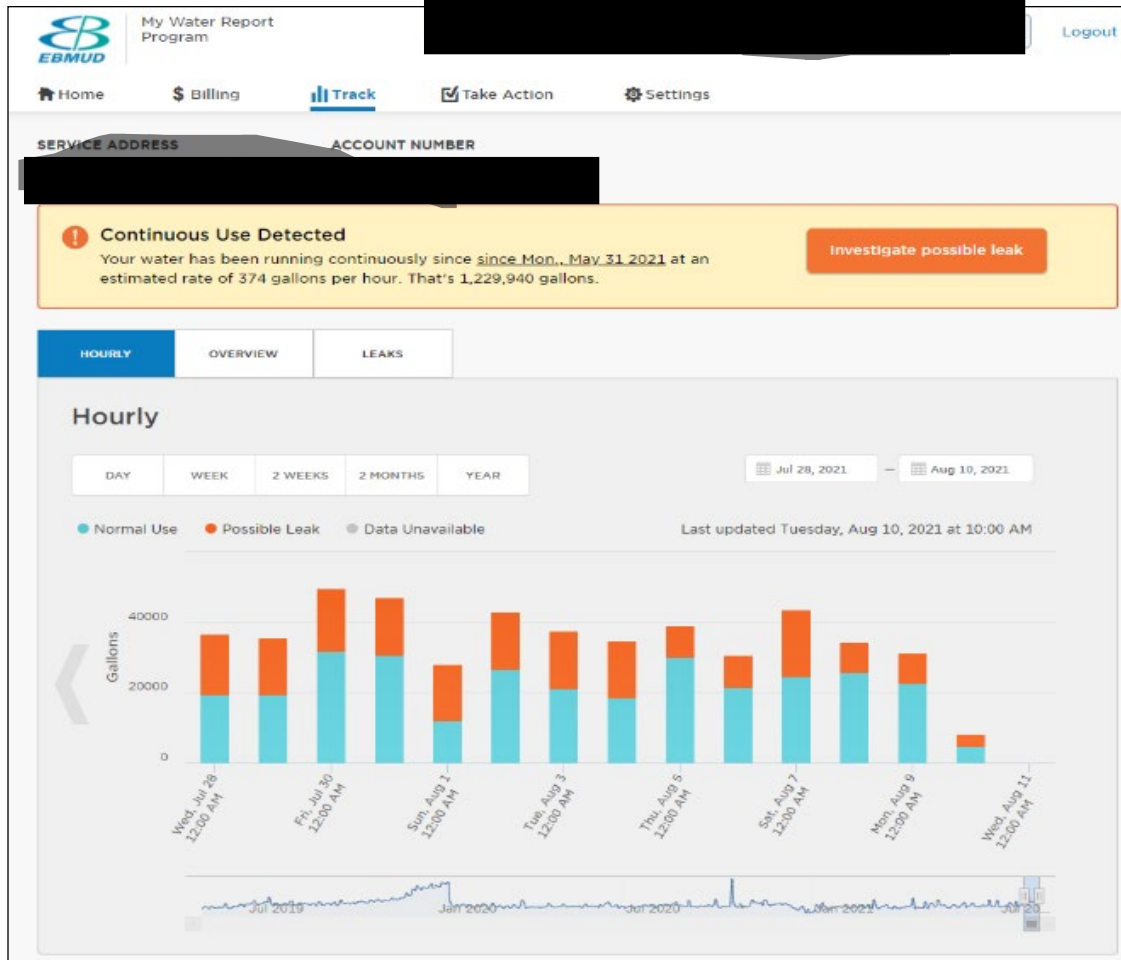 My Water Report
Program
EBMUD
Logout
Home $ Billing Track Take Action Settings
SERVICE ADDRESS ACCOUNT NUMBER
Continuous Use Detected
Your water has been running continuously since since Mon., May 31 2021 at an
estimated rate of 374 gallons per hour. That's 1,229,940 gallons.
Investigate possible leak
HOURLY OVERVIEW LEAKS
Hourly
DAY WEEK 2 WEEKS 2 MONTHS YEAR
Jul 28, 2021 — Aug 10, 2021
Normal Use Possible Leak Data Unavailable
Last updated Tuesday, Aug 10, 2021 at 10:00 AM
Gallons
40000
20000
0
Wed, Jul 28
12:00 AM
Fri, Jul 30
12:00 AM
Sun, Aug 1
12:00 AM
Tue, Aug 3
12:00 AM
Thu, Aug 5
12:00 AM
Sat, Aug 7
12:00 AM
Mon, Aug 9
12:00 AM
Wed, Aug 11
12:00 AM
Jul 2019 Jan 2020 Jul 2020 Jan 2021